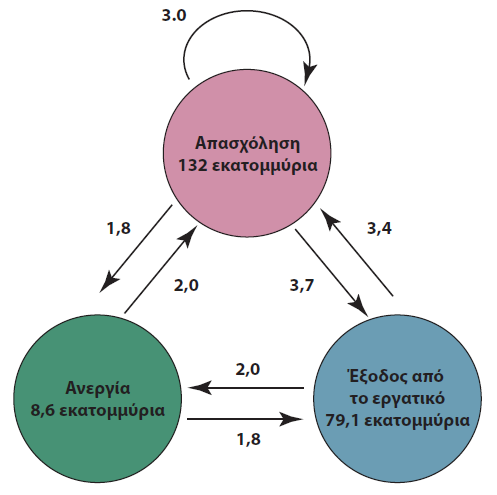 3.0
Απασχόληση
132 εκατομμύρια
1,8
3,4
2,0
3,7
2,0
Ανεργία
8,6 εκατομμύρια
Έξοδος από
το εργατικό
79,1 εκατομμύρια
1,8